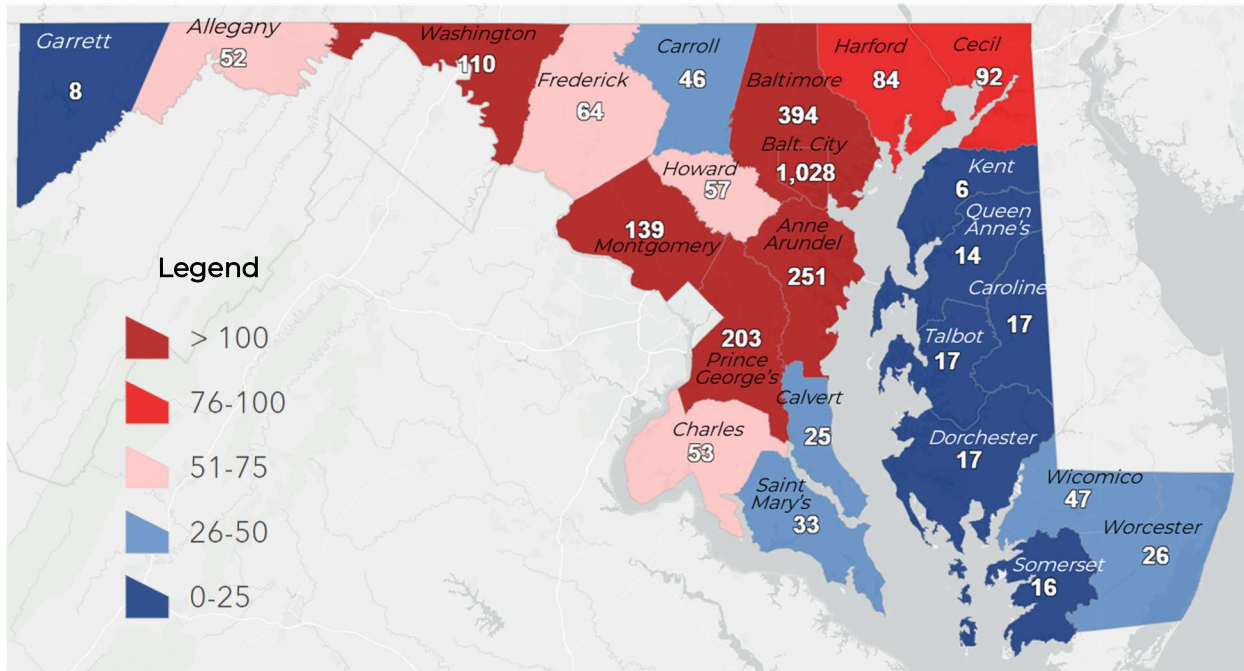 Garrett
8
Allegany
52
Washington
110
Frederick
64
Carroll
46
Baltimore
394
Balt. City
1,028
Harford
84
Cecil
92
Howard
57
139
Montgomery
Anne
Arundel
251
203
Prince
George's
Kent
6
Queen
Anne's
14
Caroline
17
Talbot
17
Calvert
25
Charles
53
Saint
Mary's
33
Dorchester
17
Wicomico
47
Worcester
26
Somerset
16
Legend
> 100
76-100
51-75
26-50
0-25